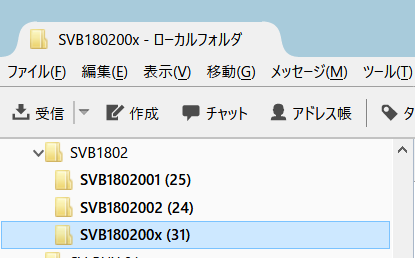 SVB180200x - ローカルフォルダ
ファイル(F) 編集(E) 表示(V) 移動(G) メッセージ(M) ツール(T)
受信 作成 チャット アドレス帳 タ
SVB1802
SVB1802001 (25)
SVB1802002 (24)
SVB180200x (31)